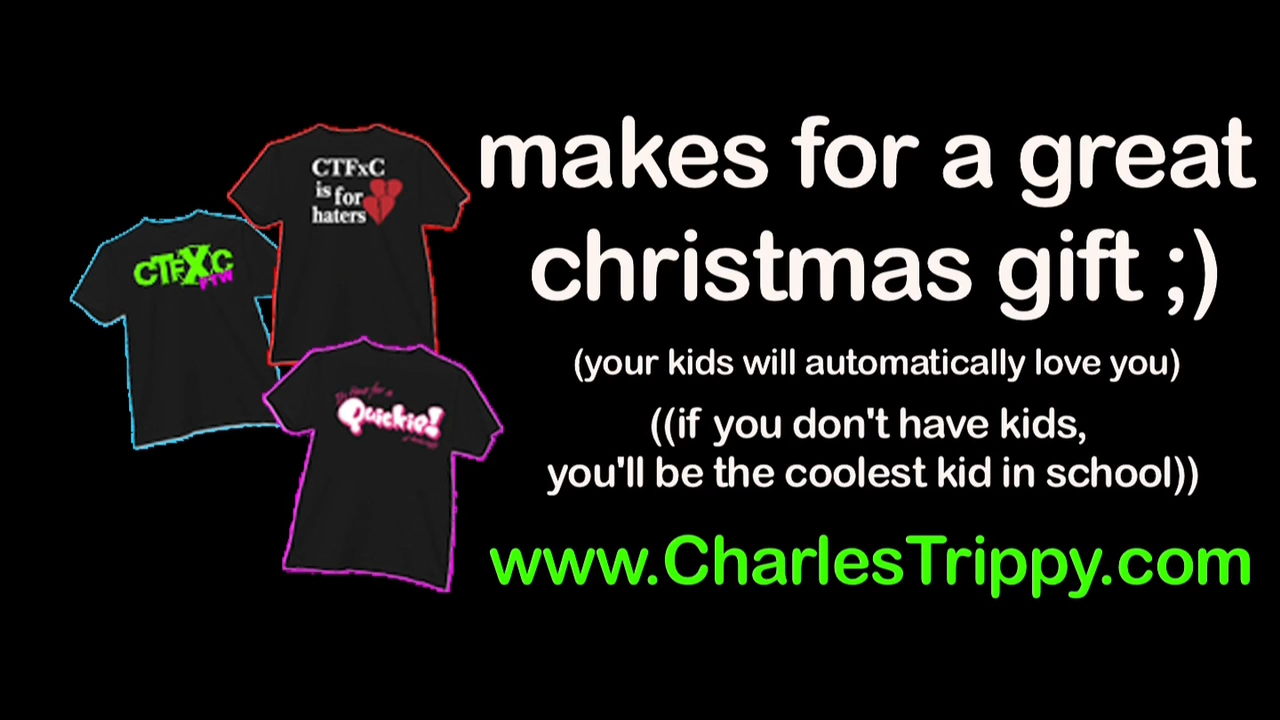 CTFxC
is for
haters
CTFXC
FTW
Quickie!
makes for a great
christmas gift ;)
(your kids will automatically love you)
((if you don't have kids,
you'll be the coolest kid in school))
www.CharlesTrippy.com